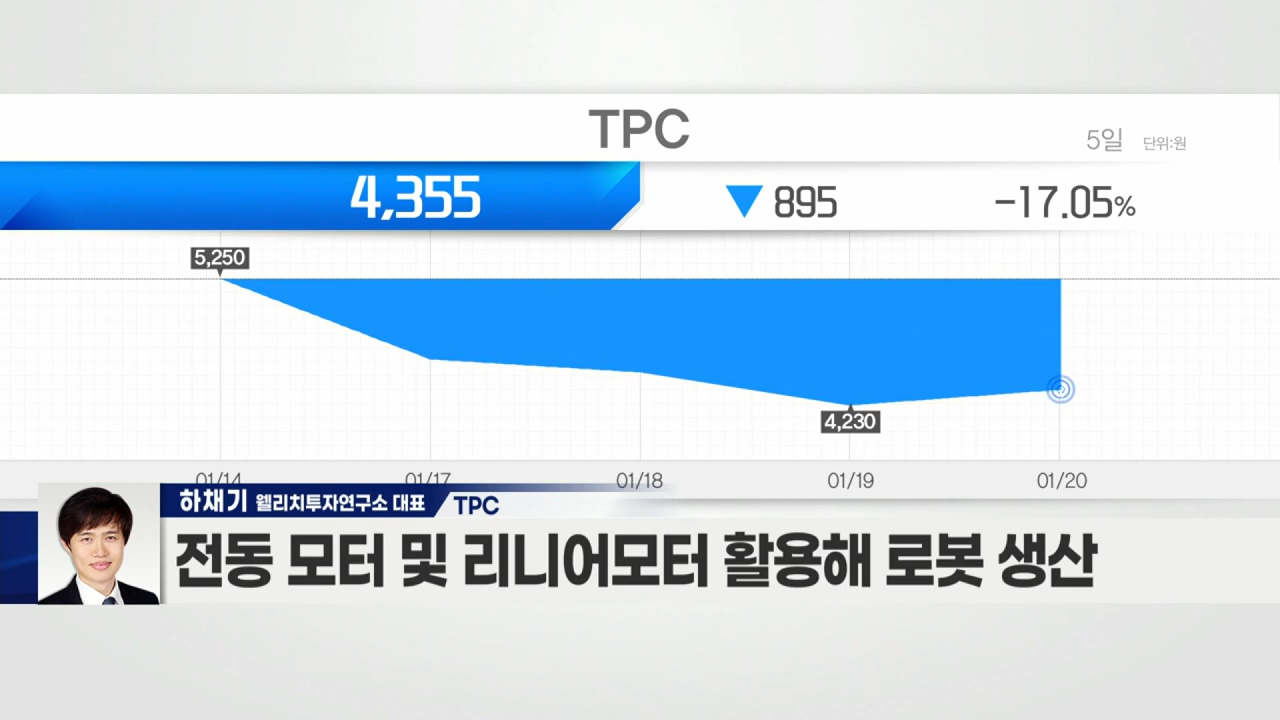 TPC
5일 단위:원
4,355 ▼ 895 -17.05%
5,250
4,230
01/14 01/17 01/18 01/19 01/20
하채기 웰리치투자연구소 대표 TPC
전동 모터 및 리니어모터 활용해 로봇 생산